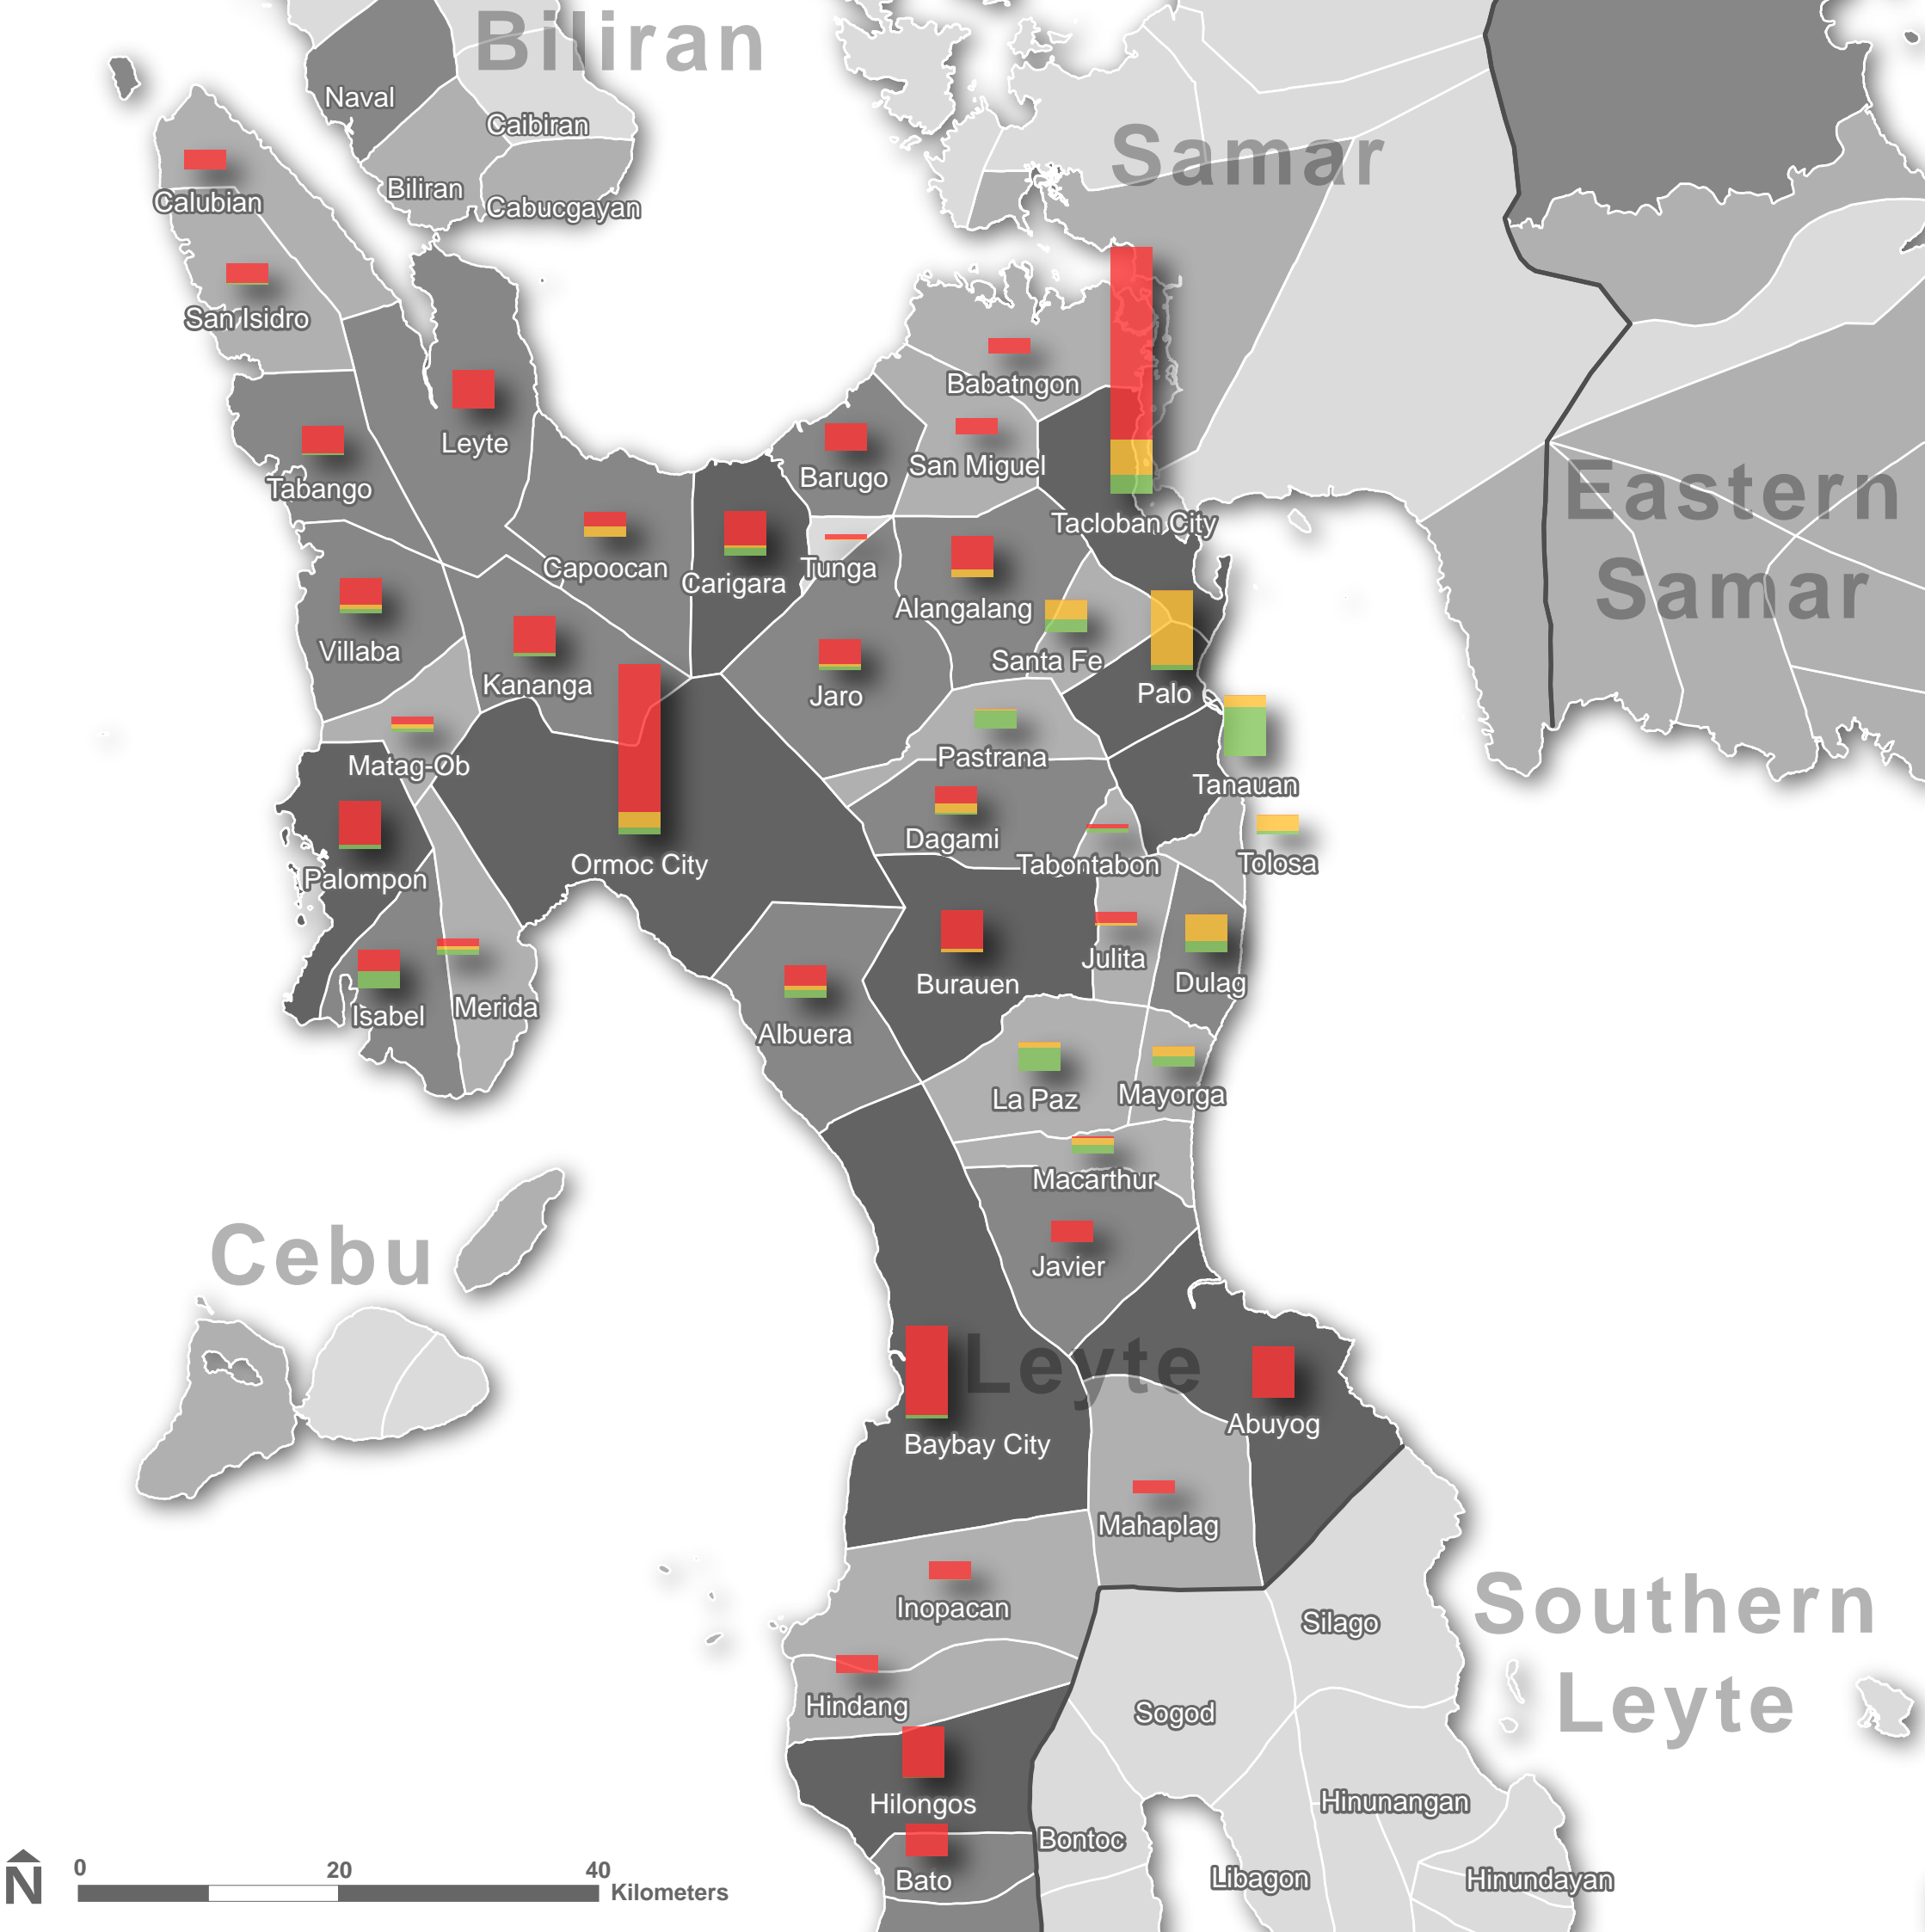 Biliran
Naval
Caibiran
Biliran
Cabucgayan
Samar
Calubian
San Isidro
Babatngon
Leyte
San Miguel
Barugo
Tabango
Tacloban City
Eastern
Samar
Capoocan
Carigara
Tunga
Alangalang
Villaba
Santa Fe
Kananga
Jaro
Palo
Pastrana
Matag-Ob
Tanauan
Dagami
Tabontabon
Tolosa
Ormoc City
Palompon
Burauen
Julita
Dulag
Isabel
Merida
Albuera
La Paz
Mayorga
Macarthur
Cebu
Javier
Leyte
Abuyog
Baybay City
Mahaplag
Inopacan
Silago
Southern
Leyte
Hindang
Sogod
Hilongos
Hinunangan
Bontoc
Bato
Libagon
Hinundayan
N
0 20 40
Kilometers